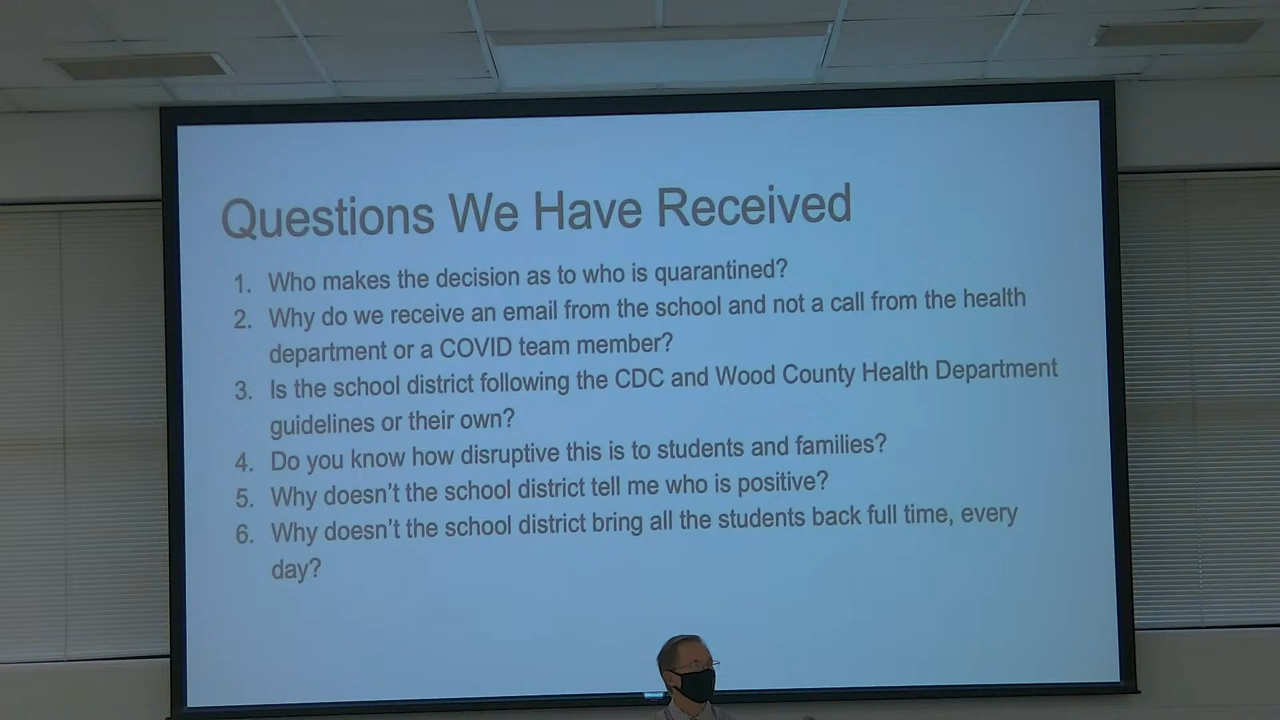 Questions We Have Received
1. Who makes the decision as to who is quarantined?
2. Why do we receive an email from the school and not a call from the health
department or a COVID team member?
3. Is the school district following the CDC and Wood County Health Department
guidelines or their own?
4. Do you know how disruptive this is to students and families?
5. Why doesn't the school district tell me who is positive?
6. Why doesn't the school district bring all the students back full time, every
day?